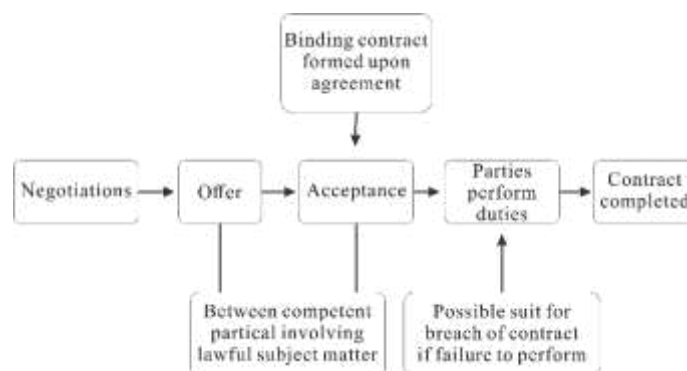 Binding contract
formed upon
agreement
Negotiations
Offer
Acceptance
Parties
perform
duties
Contract
completed
Between competent
partical involving
lawful subject matter
Possible suit for
breach of contract
if failure to perform